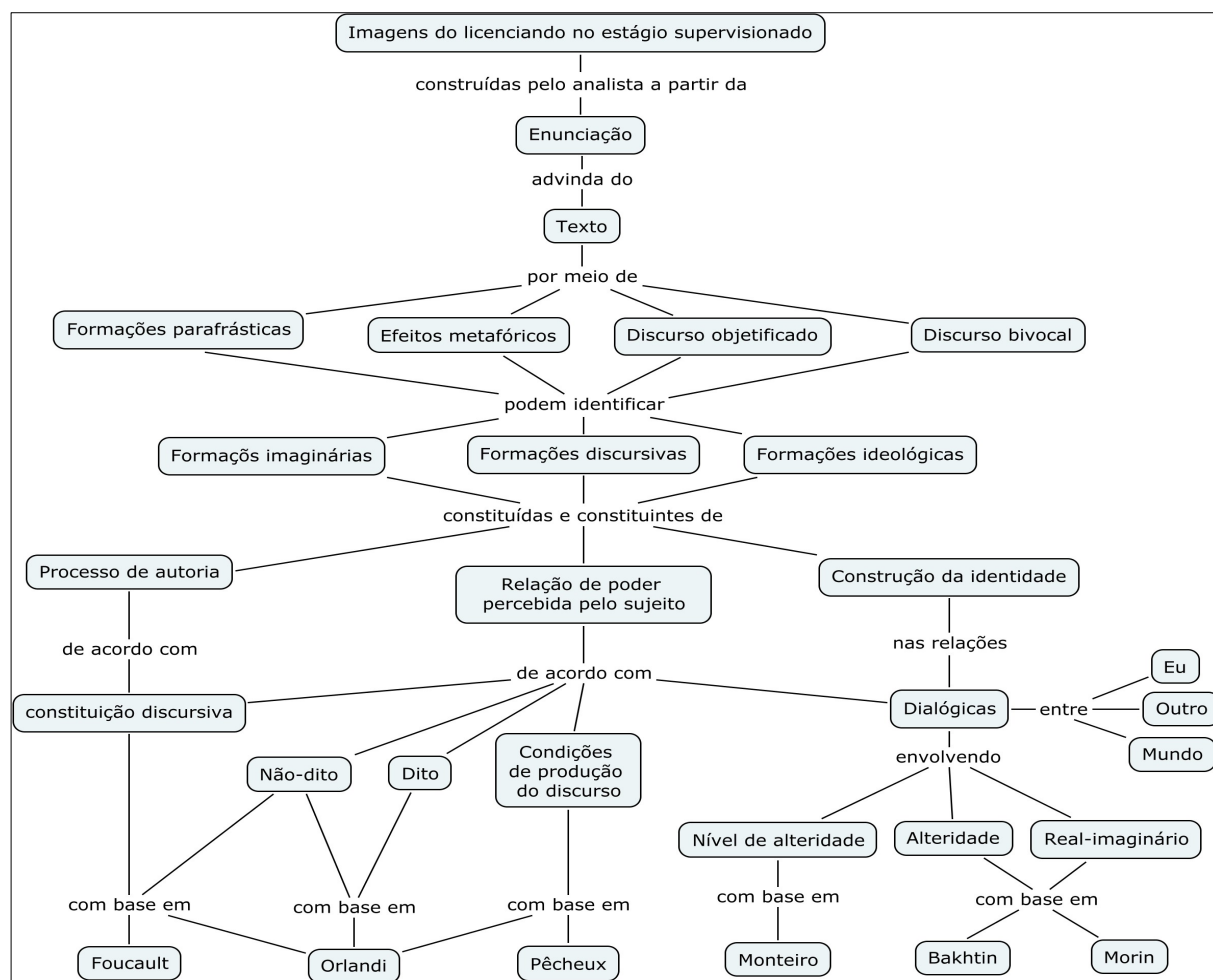 Imagens do licenciando no estágio supervisionado
construídas pelo analista a partir da
Enunciação
advinda do
Texto
por meio de
Formações parafrásticas
Efeitos metafóricos
Discurso objetificado
Discurso bivocal
podem identificar
Formaçõs imaginárias
Formações discursivas
Formações ideológicas
constituídas e constituintes de
Processo de autoria
Relação de poder
percebida pelo sujeito
Construção da identidade
de acordo com
nas relações
de acordo com
constituição discursiva
Dialógicas
entre
Eu
Outro
Mundo
Não-dito
Dito
Condições
de produção
do discurso
envolvendo
Nível de alteridade
Alteridade
Real-imaginário
com base em
com base em
com base em
com base em
com base em
Foucault
Orlandi
Pêcheux
Monteiro
Bakhtin
Morin